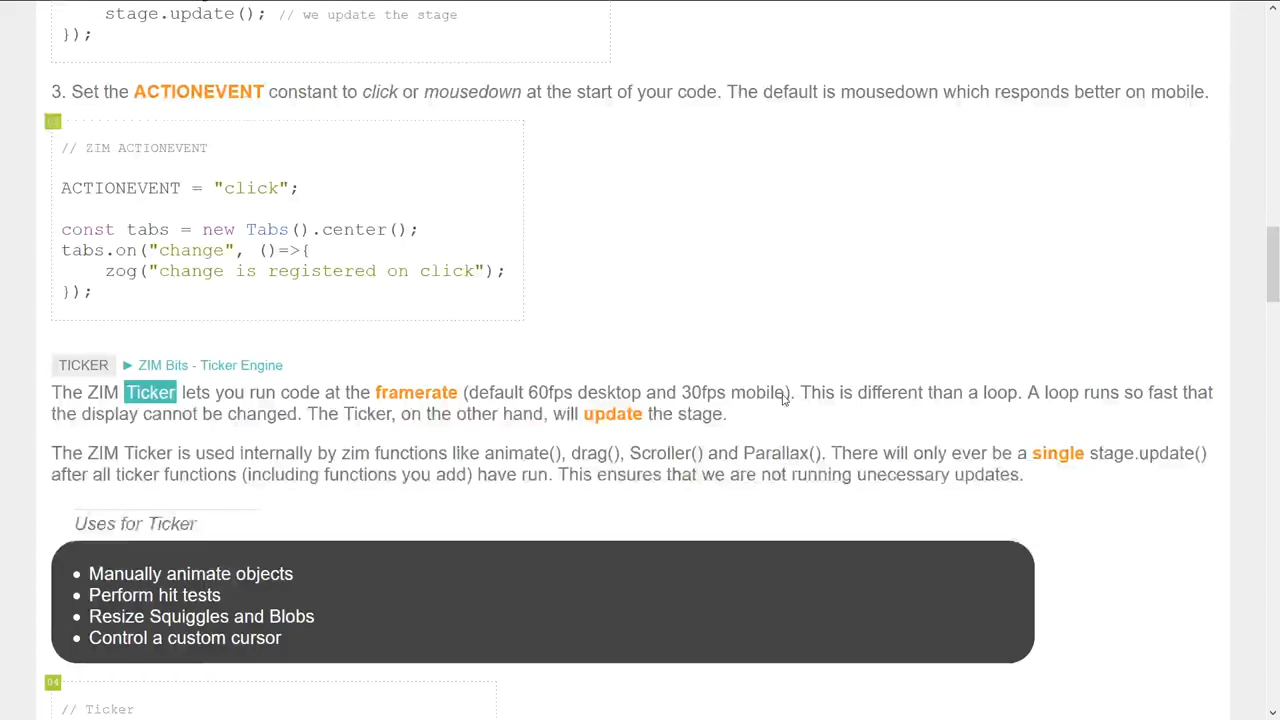 stage.update(); // we update the stage
});
3. Set the ACTIONEVENT constant to click or mousedown at the start of your code. The default is mousedown which responds better on mobile.
03
// ZIM ACTIONEVENT
ACTIONEVENT = "click";
const tabs = new Tabs().center();
tabs.on("change", ()=>{
zog("change is registered on click");
});
TICKER ► ZIM Bits - Ticker Engine
The ZIM Ticker lets you run code at the framerate (default 60fps desktop and 30fps mobile). This is different than a loop. A loop runs so fast that
the display cannot be changed. The Ticker, on the other hand, will update the stage.
The ZIM Ticker is used internally by zim functions like animate(), drag(), Scroller() and Parallax(). There will only ever be a single stage.update()
after all ticker functions (including functions you add) have run. This ensures that we are not running unecessary updates.
Uses for Ticker
• Manually animate objects
• Perform hit tests
• Resize Squiggles and Blobs
• Control a custom cursor
04
// Ticker